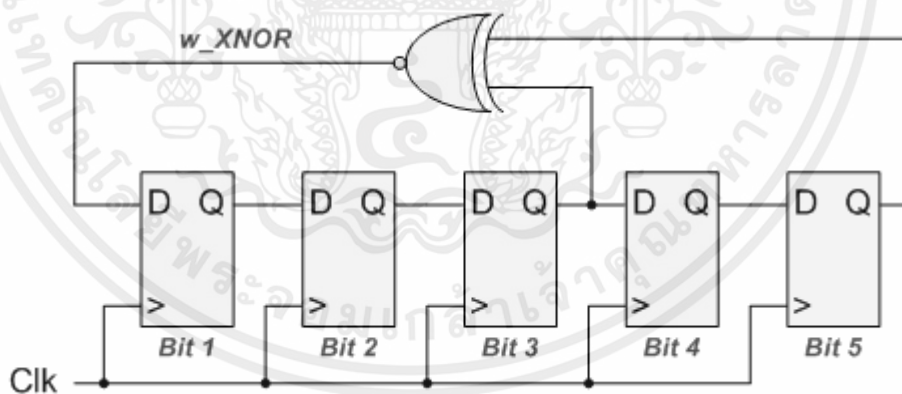 w_XNOR
D Q D Q D Q D Q D Q
> > > > >
Bit 1 Bit 2 Bit 3 Bit 4 Bit 5
Clk